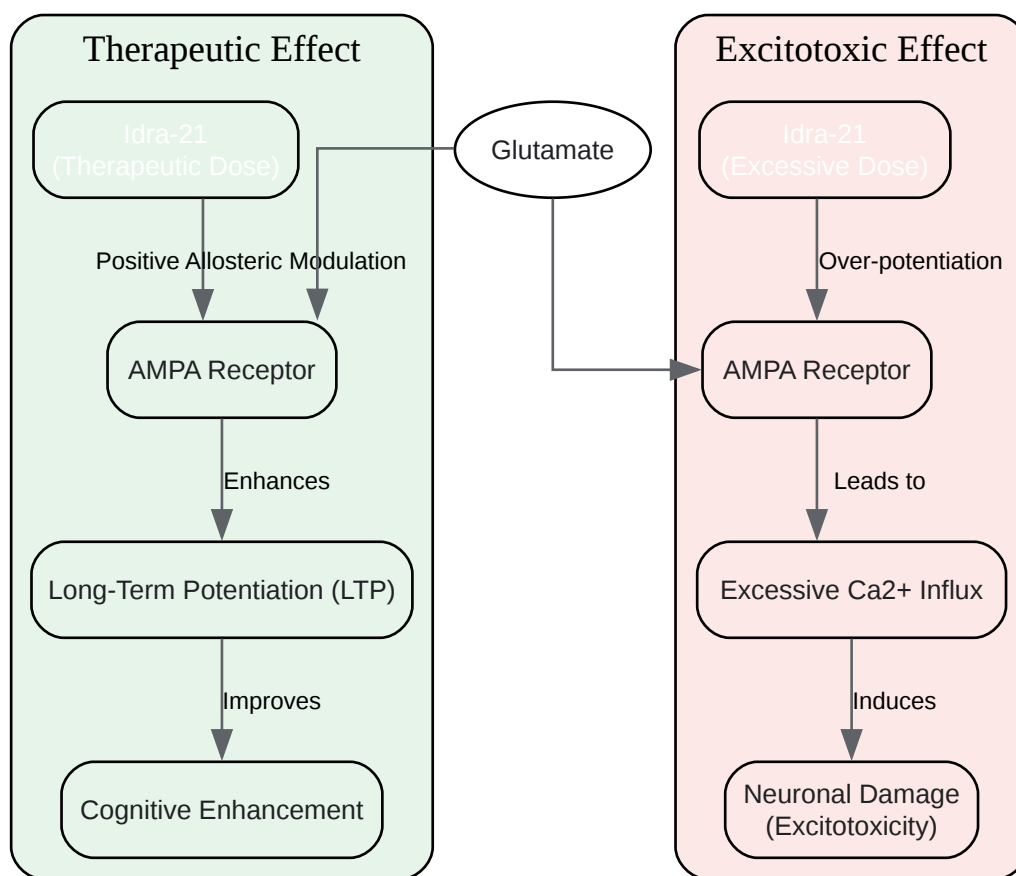 Therapeutic Effect
Idra-21
(Therapeutic Dose)
Positive Allosteric Modulation
AMPA Receptor
Enhances
Long-Term Potentiation (LTP)
Improves
Cognitive Enhancement
Glutamate
Excitotoxic Effect
Idra-21
(Excessive Dose)
Over-potentiation
AMPA Receptor
Leads to
Excessive Ca2+ Influx
Induces
Neuronal Damage
(Excitotoxicity)